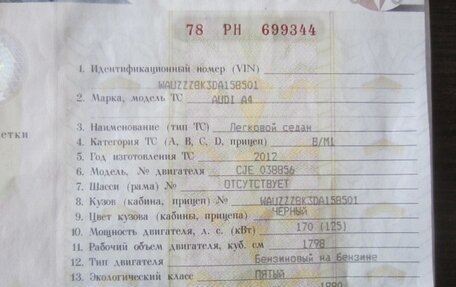 78 РН 699344
1. Идентификационный номер (VIN)
WAUZZZ8K3DA158501
2. Марка, модель ТС AUDI A4
3. Наименование (тип ТС) Легковой седан
етки
4. Категория ТС (А, В, С, D, прицеп) B/M1
5. Год изготовления ТС 2012
6. Модель, № двигателя CJE 038856
7. Шасси (рама) № ОТСУТСТВУЕТ
8. Кузов (кабина, прицеп) № WAUZZZ8K3DA158501
9. Цвет кузова (кабины, прицепа) ЧЕРНЫЙ
10. Мощность двигателя, л. с. (кВт) 170 (125)
11. Рабочий объем двигателя, куб. см 1798
12. Тип двигателя Бензиновый на бензине
13. Экологический класс ПЯТЫЙ